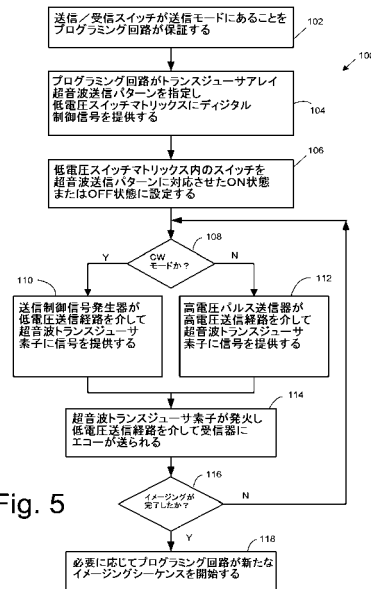 送信／受信スイッチが送信モードにあることを
プログラミング回路が保証する
102
100
プログラミング回路がトランスジューサアレイ
超音波送信パターンを指定し
低電圧スイッチマトリックスにディジタル
制御信号を提供する
104
106
低電圧スイッチマトリックス内のスイッチを
超音波送信パターンに対応させたON状態
またはOFF状態に設定する
108
CW
モードか？
Y
N
110
送信制御信号発生器が
低電圧送信経路を介して
超音波トランスジューサ
素子に信号を提供する
112
高電圧パルス送信器が
高電圧送信経路を介して
超音波トランスジューサ
素子に信号を提供する
114
超音波トランスジューサ素子が発火し
低電圧送信経路を介して受信器に
エコーが送られる
116
イメージングが
完了したか？
N
Y
Fig. 5
118
必要に応じてプログラミング回路が新たな
イメージングシーケンスを開始する